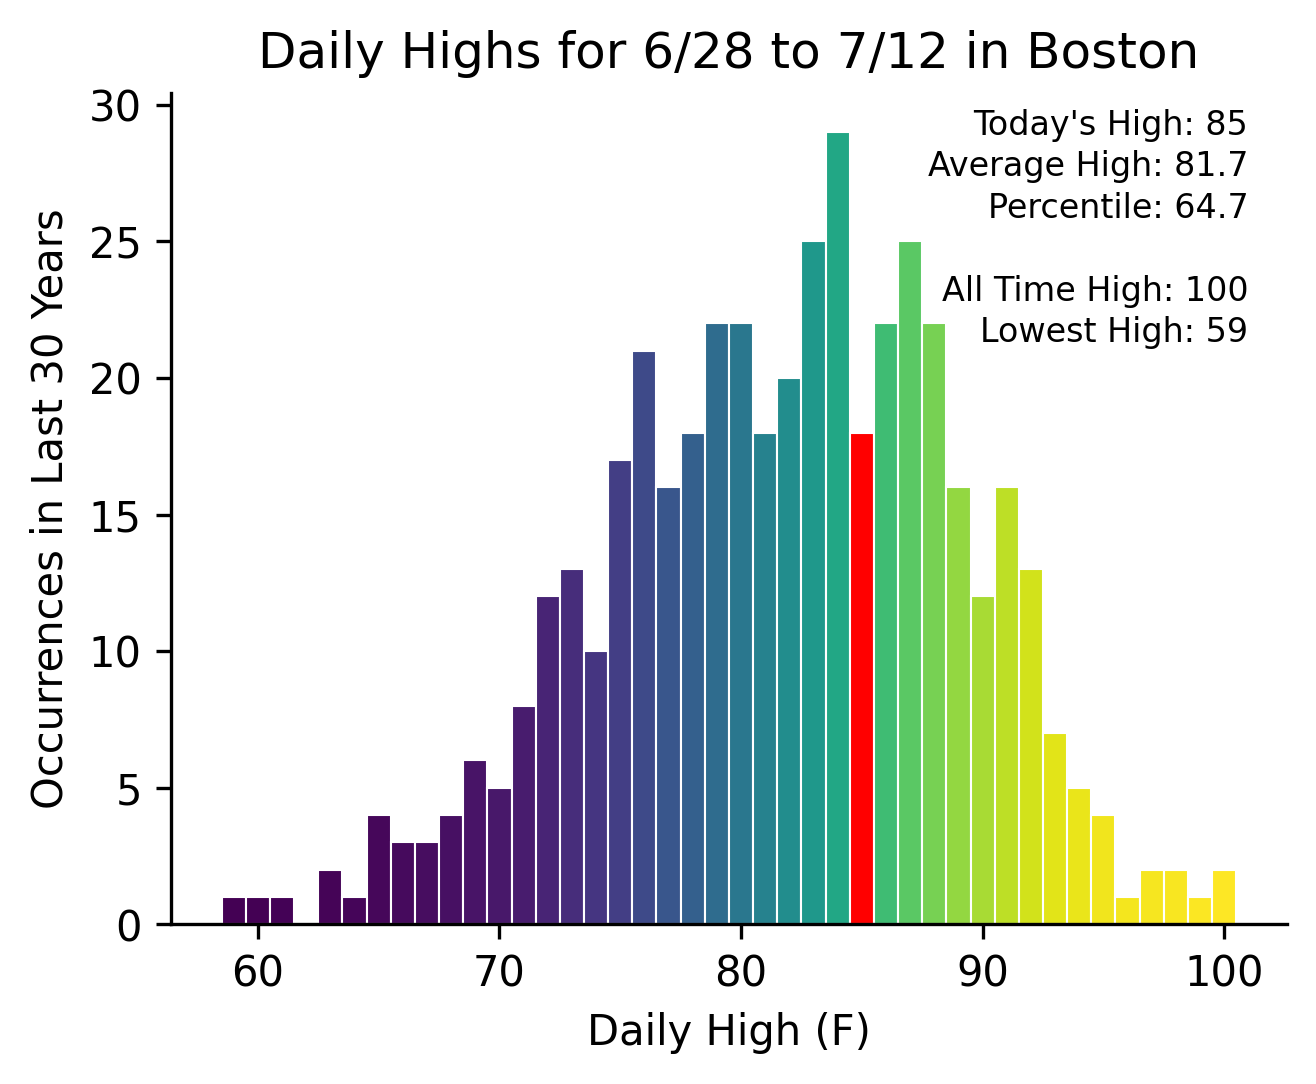 Daily Highs for 6/28 to 7/12 in Boston
Today's High: 85
Average High: 81.7
Percentile: 64.7
All Time High: 100
Lowest High: 59
Occurrences in Last 30 Years
30
25
20
15
10
5
0
60 70 80 90 100
Daily High (F)